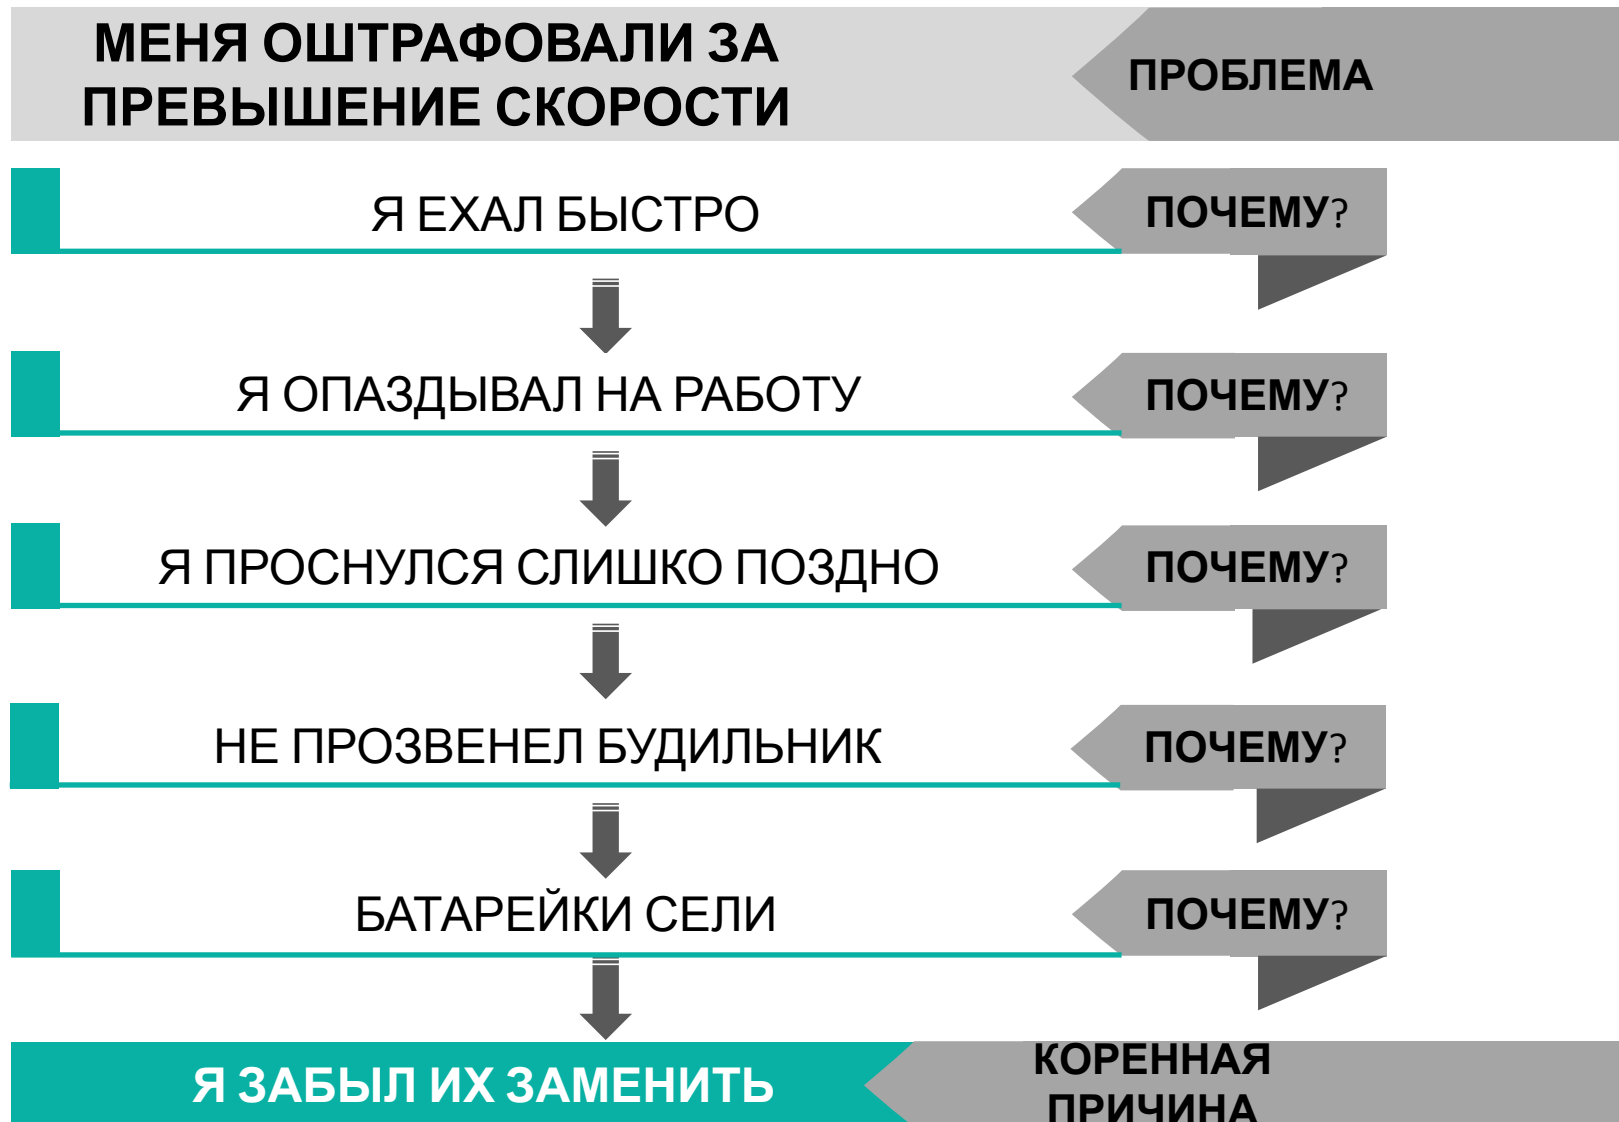 МЕНЯ ОШТРАФОВАЛИ ЗА
ПРЕВЫШЕНИЕ СКОРОСТИ
ПРОБЛЕМА
Я ЕХАЛ БЫСТРО
ПОЧЕМУ?
Я ОПАЗДЫВАЛ НА РАБОТУ
ПОЧЕМУ?
Я ПРОСНУЛСЯ СЛИШКО ПОЗДНО
ПОЧЕМУ?
НЕ ПРОЗВЕНЕЛ БУДИЛЬНИК
ПОЧЕМУ?
БАТАРЕЙКИ СЕЛИ
ПОЧЕМУ?
Я ЗАБЫЛ ИХ ЗАМЕНИТЬ
КОРЕННАЯ
ПРИЧИНА